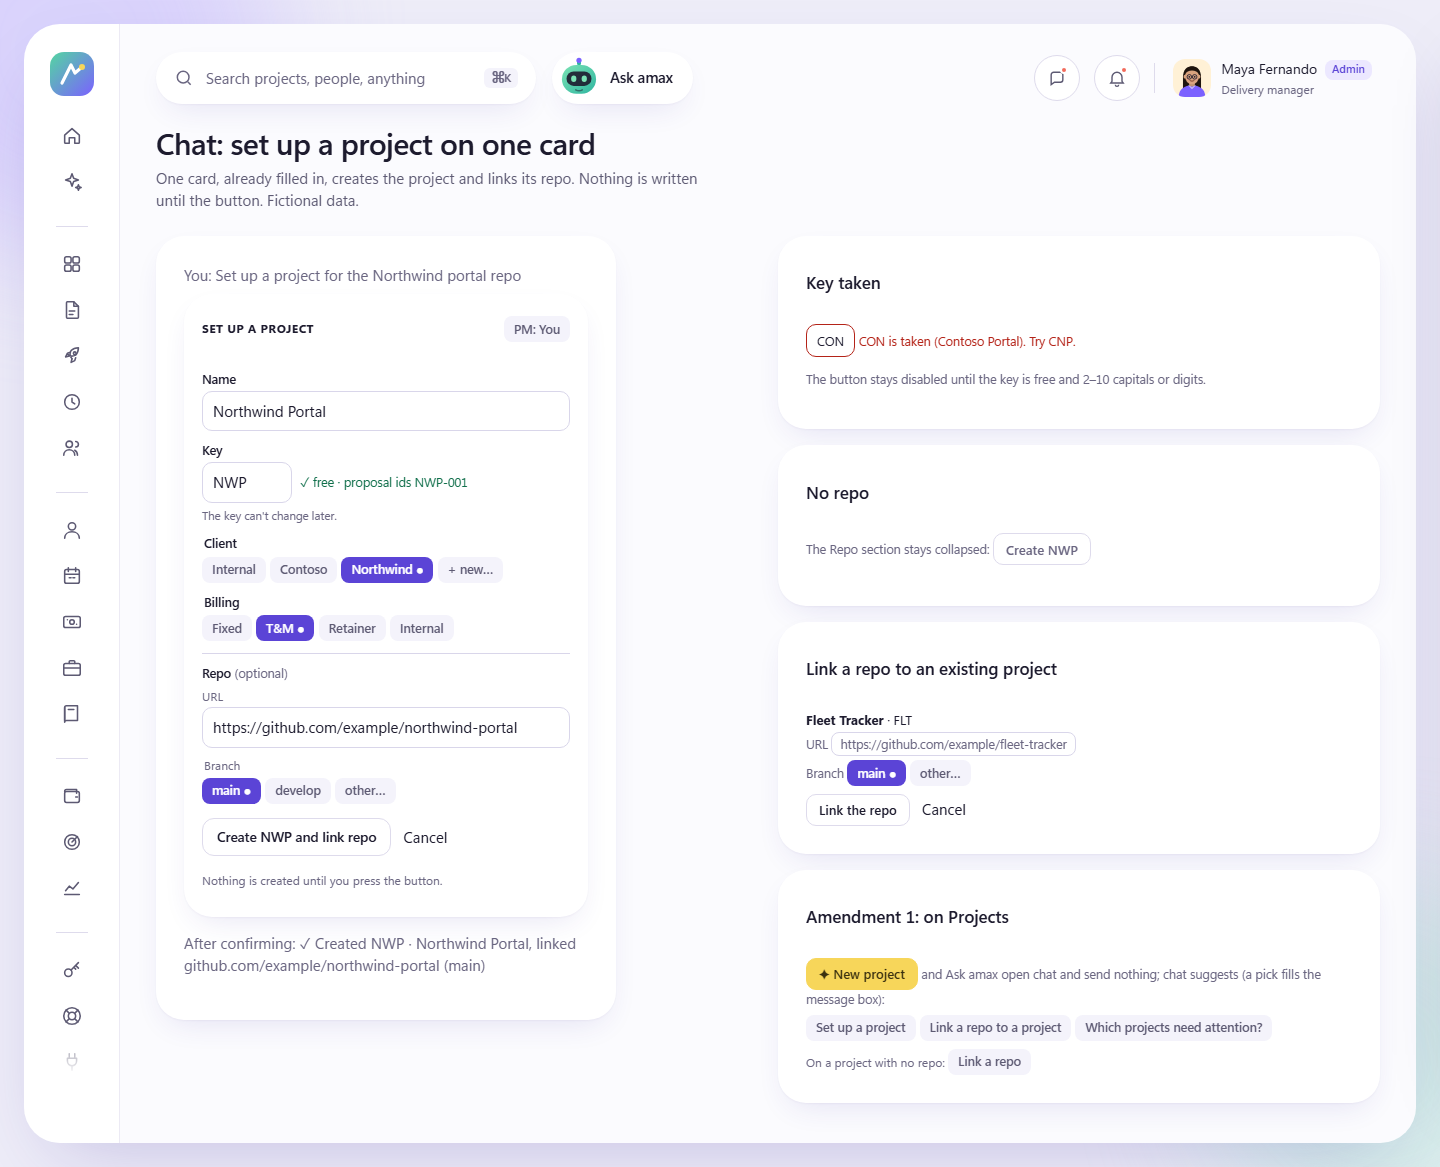 Search projects, people, anything
⌘K
Ask amax
Maya Fernando
Admin
Delivery manager
Chat: set up a project on one card
One card, already filled in, creates the project and links its repo. Nothing is written
until the button. Fictional data.
You: Set up a project for the Northwind portal repo
SET UP A PROJECT
PM: You
Name
Northwind Portal
Key
NWP
✓ free · proposal ids NWP-001
The key can't change later.
Client
Internal
Contoso
Northwind ●
+ new...
Billing
Fixed
T&M ●
Retainer
Internal
Repo (optional)
URL
https://github.com/example/northwind-portal
Branch
main ●
develop
other...
Create NWP and link repo
Cancel
Nothing is created until you press the button.
After confirming: ✓ Created NWP · Northwind Portal, linked
github.com/example/northwind-portal (main)
Key taken
CON
CON is taken (Contoso Portal). Try CNP.
The button stays disabled until the key is free and 2–10 capitals or digits.
No repo
The Repo section stays collapsed:
Create NWP
Link a repo to an existing project
Fleet Tracker · FLT
URL https://github.com/example/fleet-tracker
Branch main ● other...
Link the repo
Cancel
Amendment 1: on Projects
✦ New project and Ask amax open chat and send nothing; chat suggests (a pick fills the
message box):
Set up a project
Link a repo to a project
Which projects need attention?
On a project with no repo: Link a repo